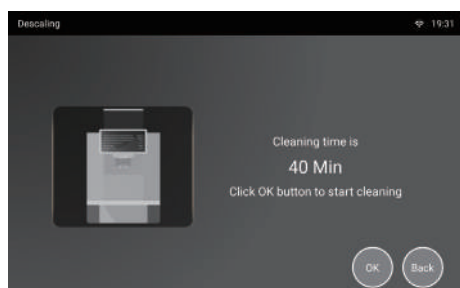 Descaling
19:31
Cleaning time is
40 Min
Click OK button to start cleaning
OK
Back